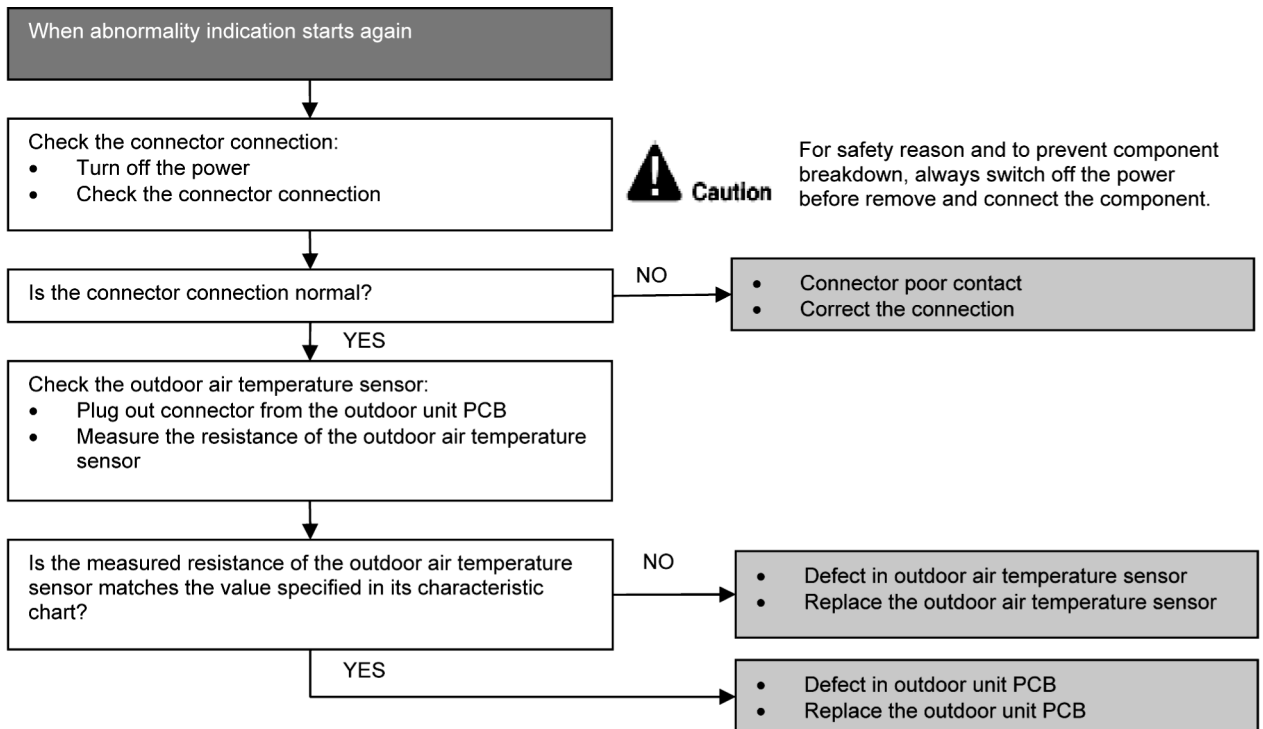 When abnormality indication starts again
Check the connector connection:
• Turn off the power
• Check the connector connection
Caution
For safety reason and to prevent component
breakdown, always switch off the power
before remove and connect the component.
Is the connector connection normal?
NO
• Connector poor contact
• Correct the connection
YES
Check the outdoor air temperature sensor:
• Plug out connector from the outdoor unit PCB
• Measure the resistance of the outdoor air temperature
sensor
Is the measured resistance of the outdoor air temperature
sensor matches the value specified in its characteristic
chart?
NO
• Defect in outdoor air temperature sensor
• Replace the outdoor air temperature sensor
YES
• Defect in outdoor unit PCB
• Replace the outdoor unit PCB